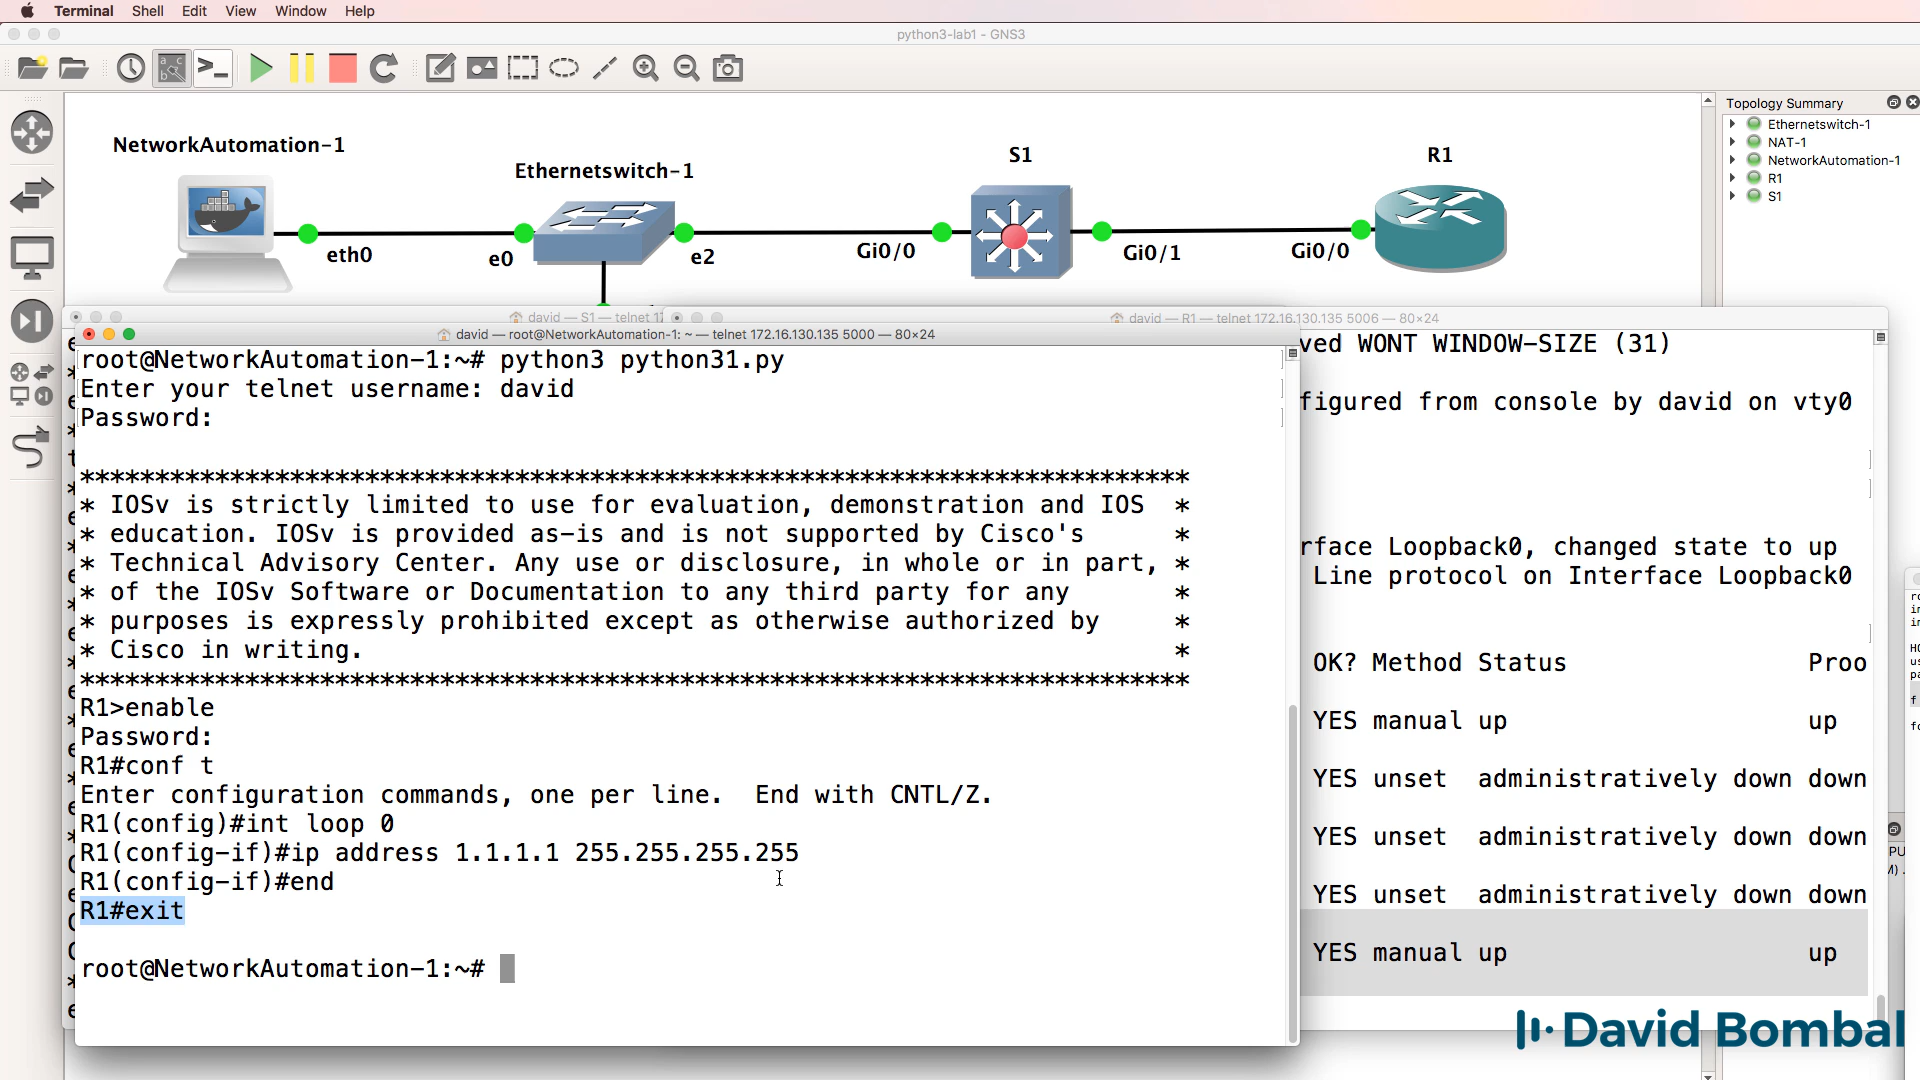 Terminal Shell Edit View Window Help
python3-lab1 - GNS3
Topology Summary
Ethernetswitch-1
NAT-1
NetworkAutomation-1
R1
S1
NetworkAutomation-1
Ethernetswitch-1
S1
R1
eth0
e0
e2
Gi0/0
Gi0/1
Gi0/0
david — S1 — telnet
david — R1 — telnet 172.16.130.135 5006 — 80×24
david — root@NetworkAutomation-1: ~ — telnet 172.16.130.135 5000 — 80×24
root@NetworkAutomation-1:~# python3 python31.py
Enter your telnet username: david
Password:
**************************************************************************
* IOSv is strictly limited to use for evaluation, demonstration and IOS *
* education. IOSv is provided as-is and is not supported by Cisco's *
* Technical Advisory Center. Any use or disclosure, in whole or in part, *
* of the IOSv Software or Documentation to any third party for any *
* purposes is expressly prohibited except as otherwise authorized by *
* Cisco in writing. *
**************************************************************************
R1>enable
Password:
R1#conf t
Enter configuration commands, one per line. End with CNTL/Z.
R1(config)#int loop 0
R1(config-if)#ip address 1.1.1.1 255.255.255.255
R1(config-if)#end
R1#exit
root@NetworkAutomation-1:~#
ved WONT WINDOW-SIZE (31)
figured from console by david on vty0
rface Loopback0, changed state to up
Line protocol on Interface Loopback0
OK? Method Status Proo
YES manual up up
YES unset administratively down down
YES unset administratively down down
YES unset administratively down down
YES manual up up
David Bombal